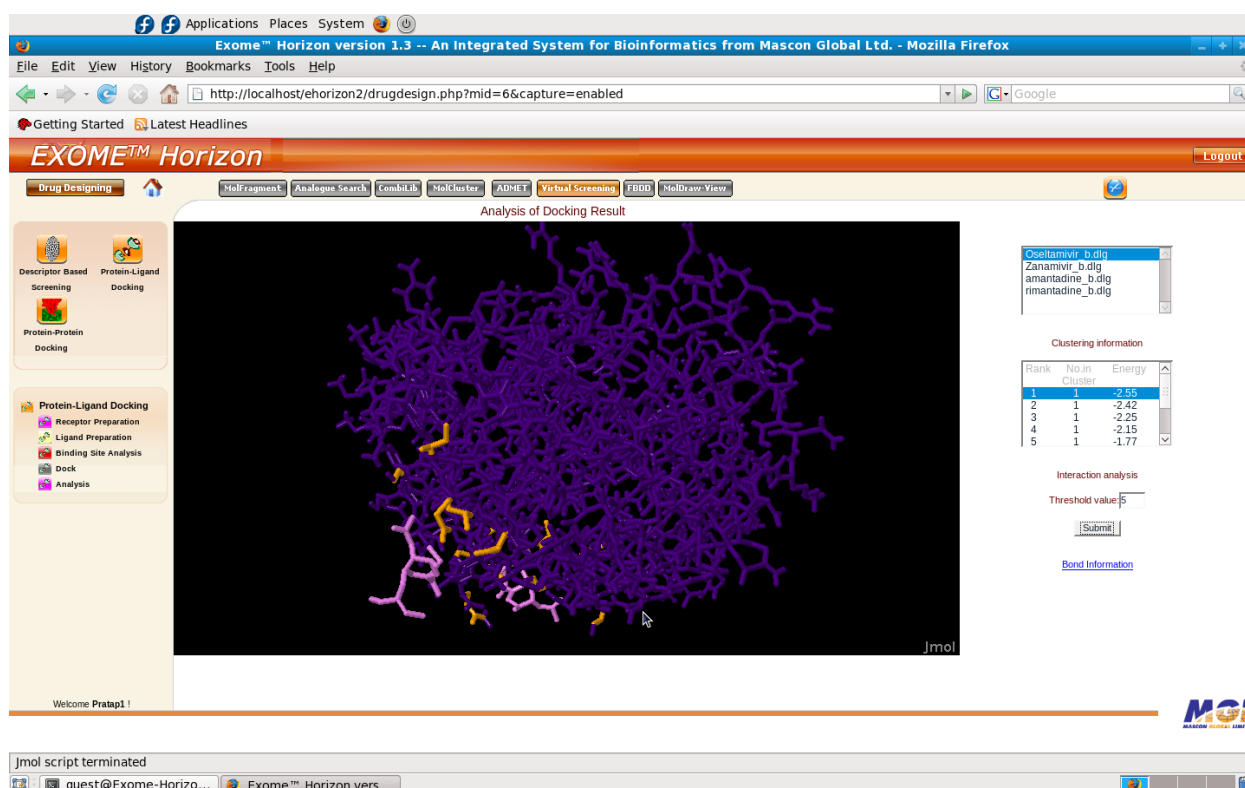 Applications Places System
Exome™ Horizon version 1.3 -- An Integrated System for Bioinformatics from Mascon Global Ltd. - Mozilla Firefox
File Edit View History Bookmarks Tools Help
http://localhost/ehorizon2/drugdesign.php?mid=6&capture=enabled
G Google
Getting Started Latest Headlines
EXOME™ Horizon
Logout
Drug Designing MolFragment Analogue Search CombiLib MolCluster ADMET Virtual Screening FBDD MolDraw-View
Analysis of Docking Result
Descriptor Based Screening
Protein-Ligand Docking
Protein-Protein Docking
Protein-Ligand Docking
Receptor Preparation
Ligand Preparation
Binding Site Analysis
Dock
Analysis
Welcome Pratap1 !
Jmol
Oseltamivir_b.dlg
Zanamivir_b.dlg
amantadine_b.dlg
rimantadine_b.dlg
Clustering information
Rank No.in Cluster Energy
1 1 -2.55
2 1 -2.42
3 1 -2.25
4 1 -2.15
5 1 -1.77
Interaction analysis
Threshold value: 5
Submit
Bond Information
MASCON GLOBAL
Jmol script terminated
guest@Exome-Horizo... Exome™ Horizon vers...